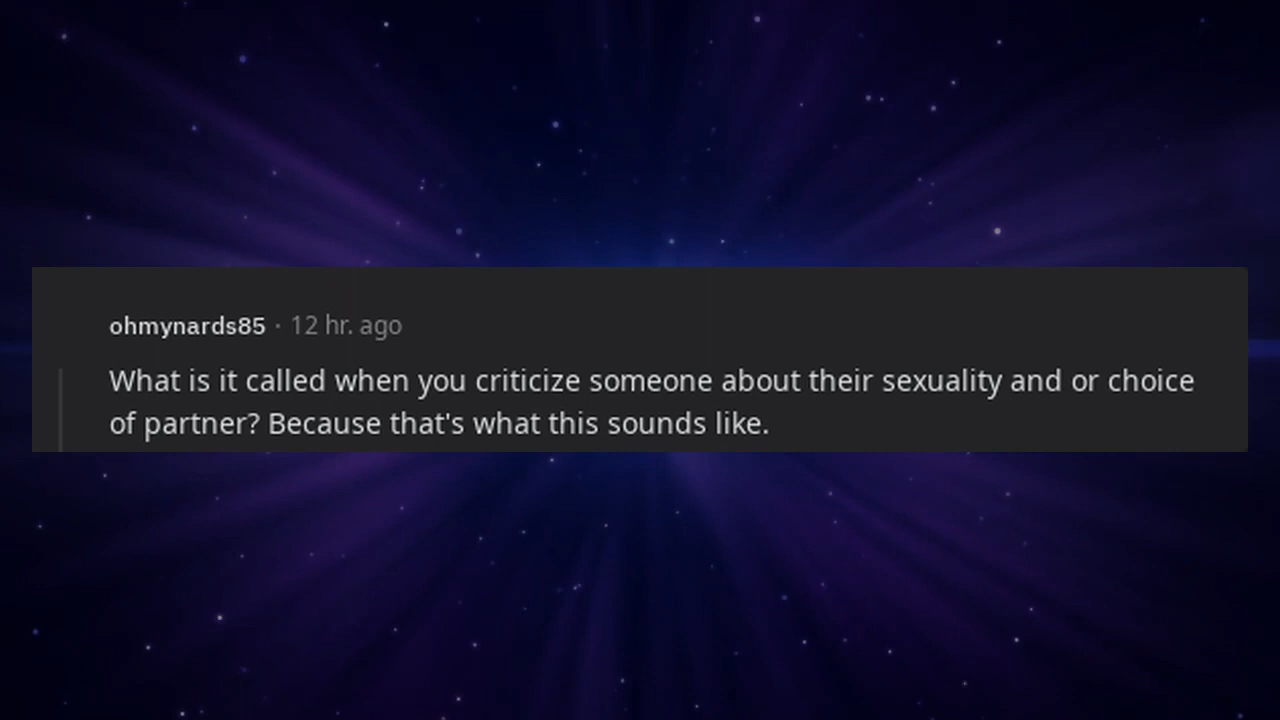 ohmynards85 · 12 hr. ago
What is it called when you criticize someone about their sexuality and or choice
of partner? Because that's what this sounds like.